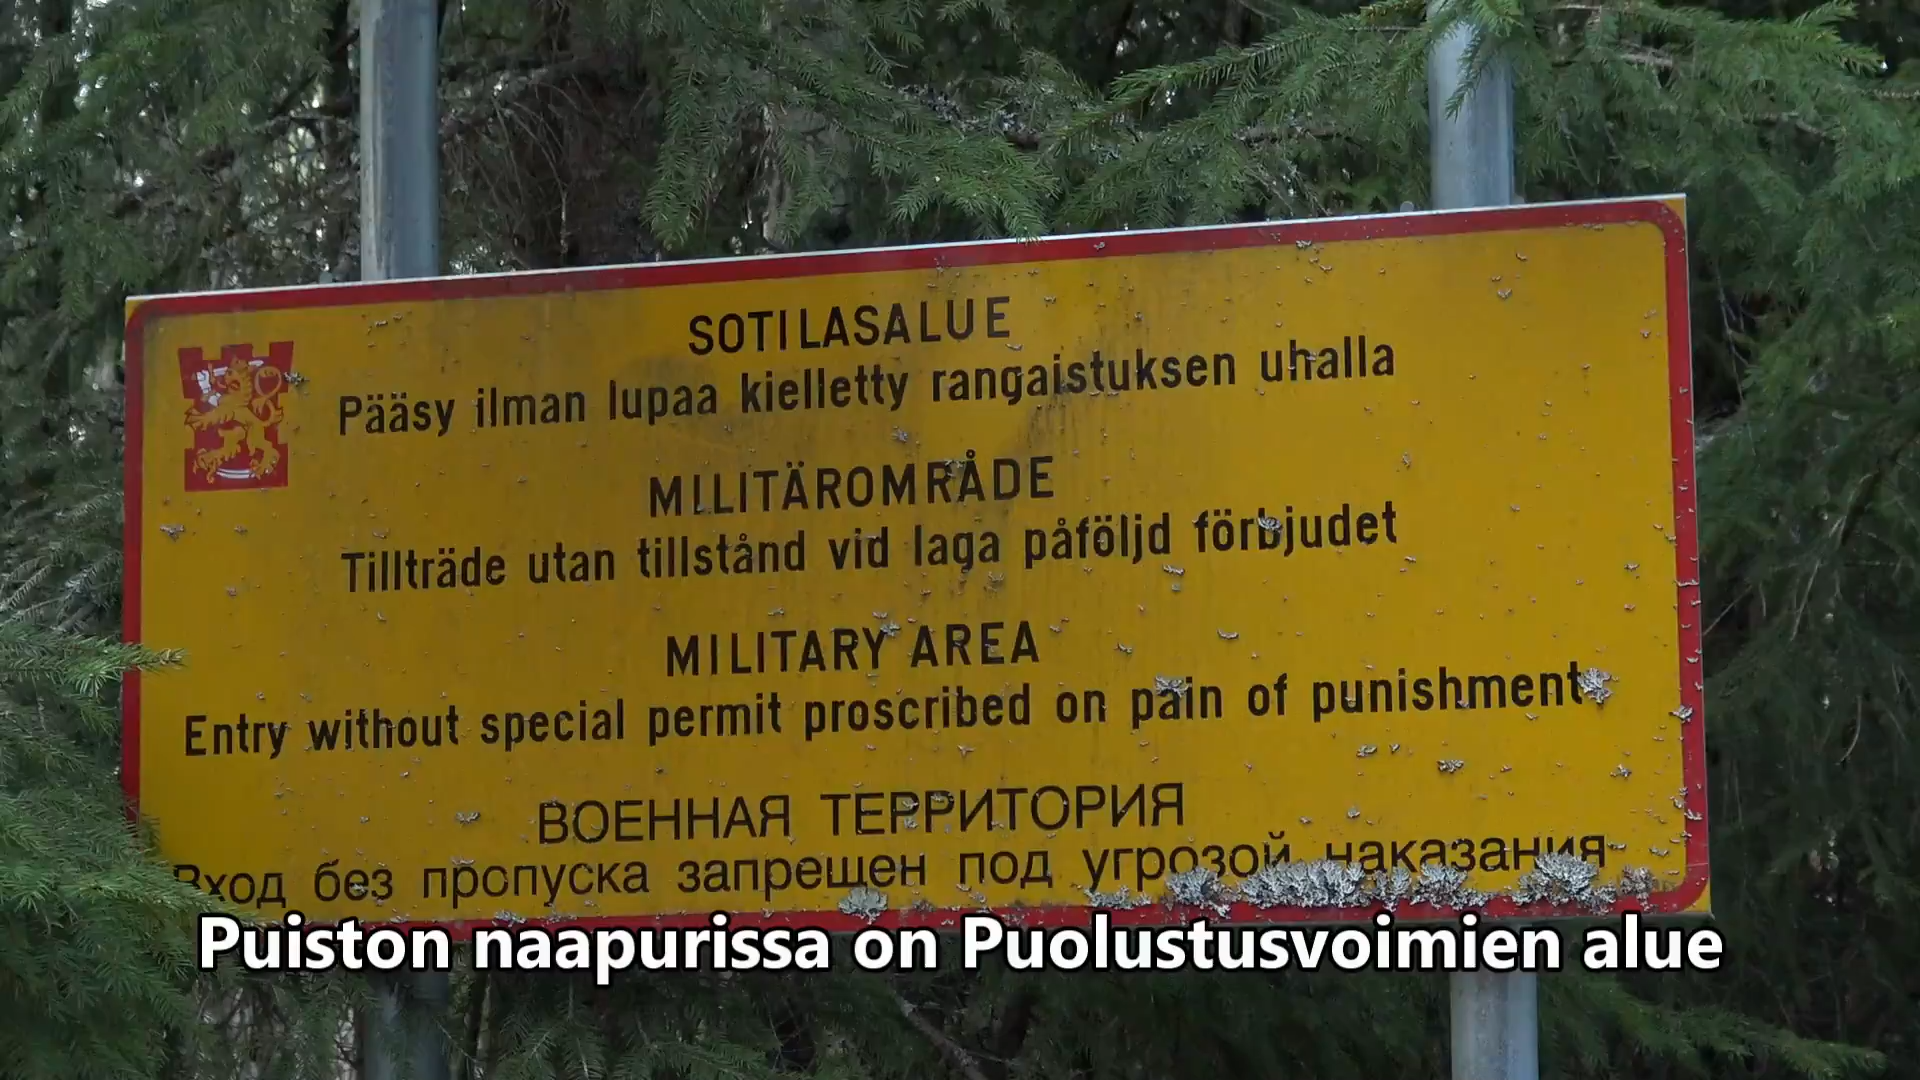 SOTILASALUE
Pääsy ilman lupaa kielletty rangaistuksen uhalla
MILITÄROMRÅDE
Tillträde utan tillstånd vid laga påföljd förbjudet
MILITARY AREA
Entry without special permit proscribed on pain of punishment
ВОЕННАЯ ТЕРРИТОРИЯ
Вход без пропуска запрещен под угрозой наказания
Puiston naapurissa on Puolustusvoimien alue